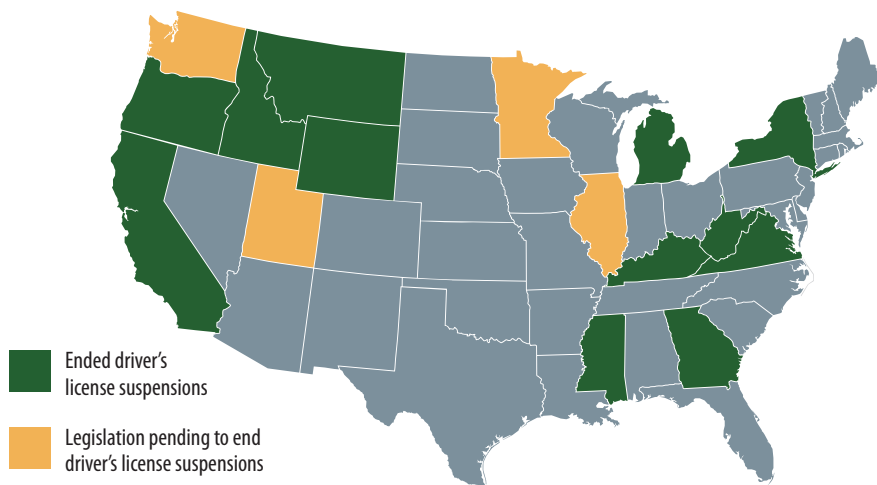 Ended driver's
license suspensions
Legislation pending to end
driver's license suspensions